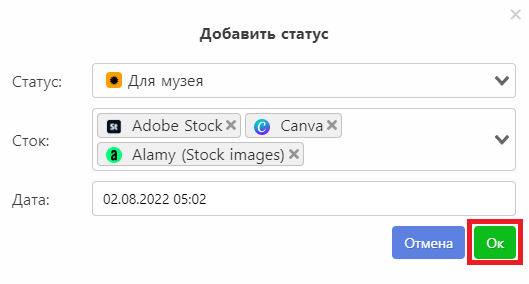 Добавить статус
Статус: Для музея
Сток: Adobe Stock Canva
Alamy (Stock images)
Дата: 02.08.2022 05:02
Отмена Ок